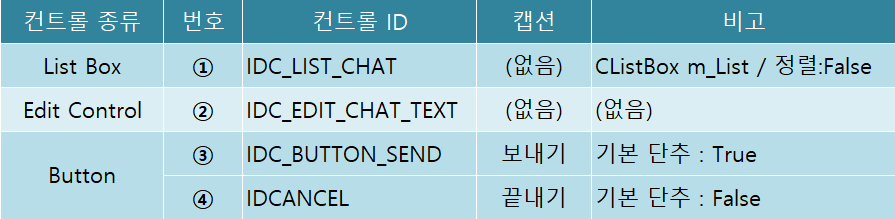 컨트롤 종류 번호 컨트롤 ID 캡션 비고
List Box ① IDC_LIST_CHAT (없음) CListBox m_List / 정렬:False
Edit Control ② IDC_EDIT_CHAT_TEXT (없음) (없음)
Button ③ IDC_BUTTON_SEND 보내기 기본 단추 : True
④ IDCANCEL 끝내기 기본 단추 : False